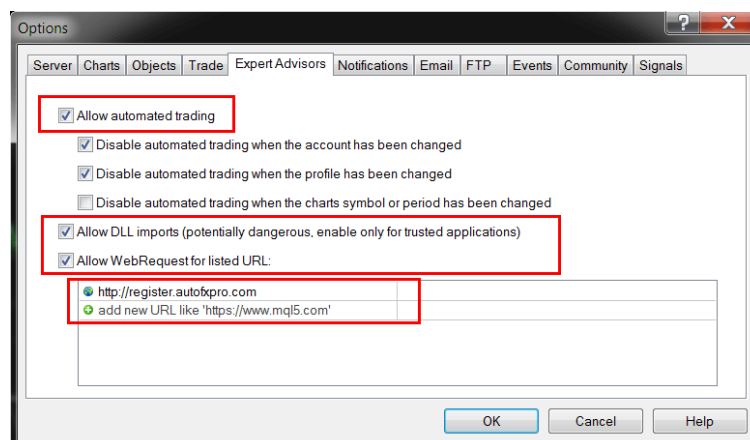 Options
Server Charts Objects Trade Expert Advisors Notifications Email FTP Events Community Signals
Allow automated trading
Disable automated trading when the account has been changed
Disable automated trading when the profile has been changed
Disable automated trading when the charts symbol or period has been changed
Allow DLL imports (potentially dangerous, enable only for trusted applications)
Allow WebRequest for listed URL:
http://register.autofxpro.com
add new URL like 'https://www.mql5.com'
OK Cancel Help